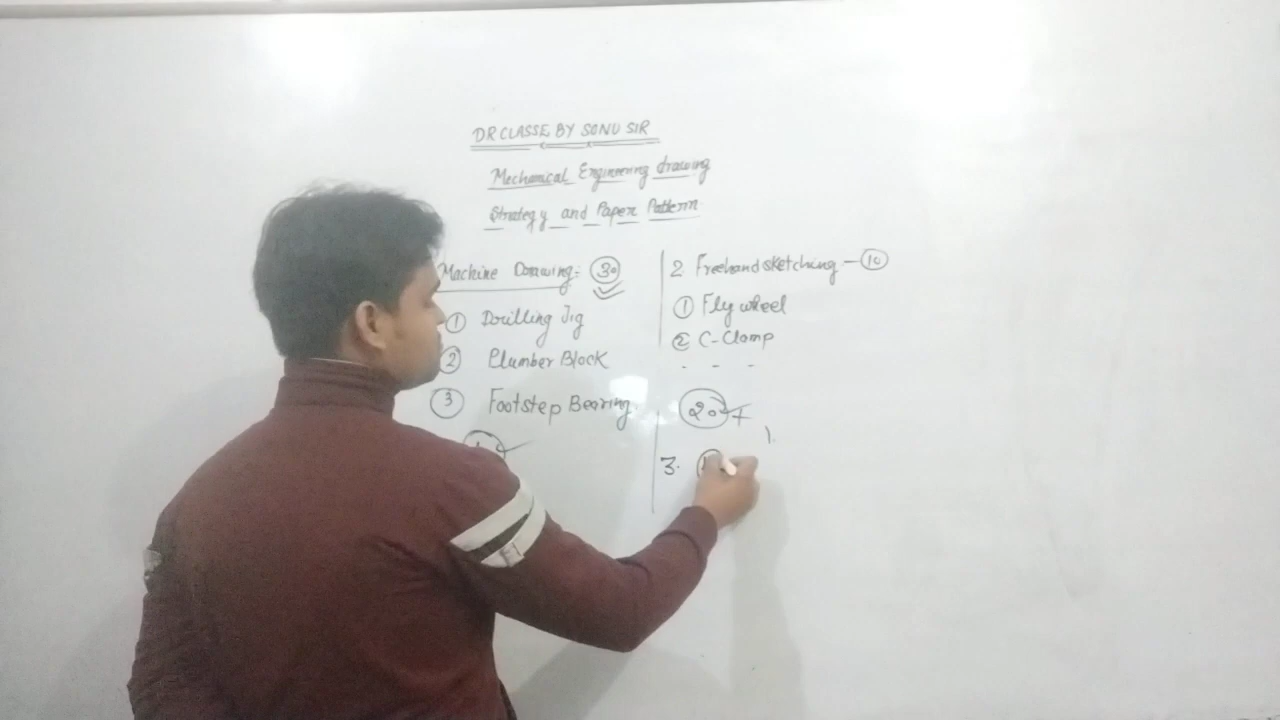 DR CLASSE BY SONU SIR
Mechanical Engineering drawing
Strategy and Paper Pattern
Machine Drawing:- 30
1 Drilling Jig
2 Plumber Block
3 Footstep Bearing
2 Freehand sketching - 10
1 Fly wheel
2 C-Clamp
- - -
20
3.